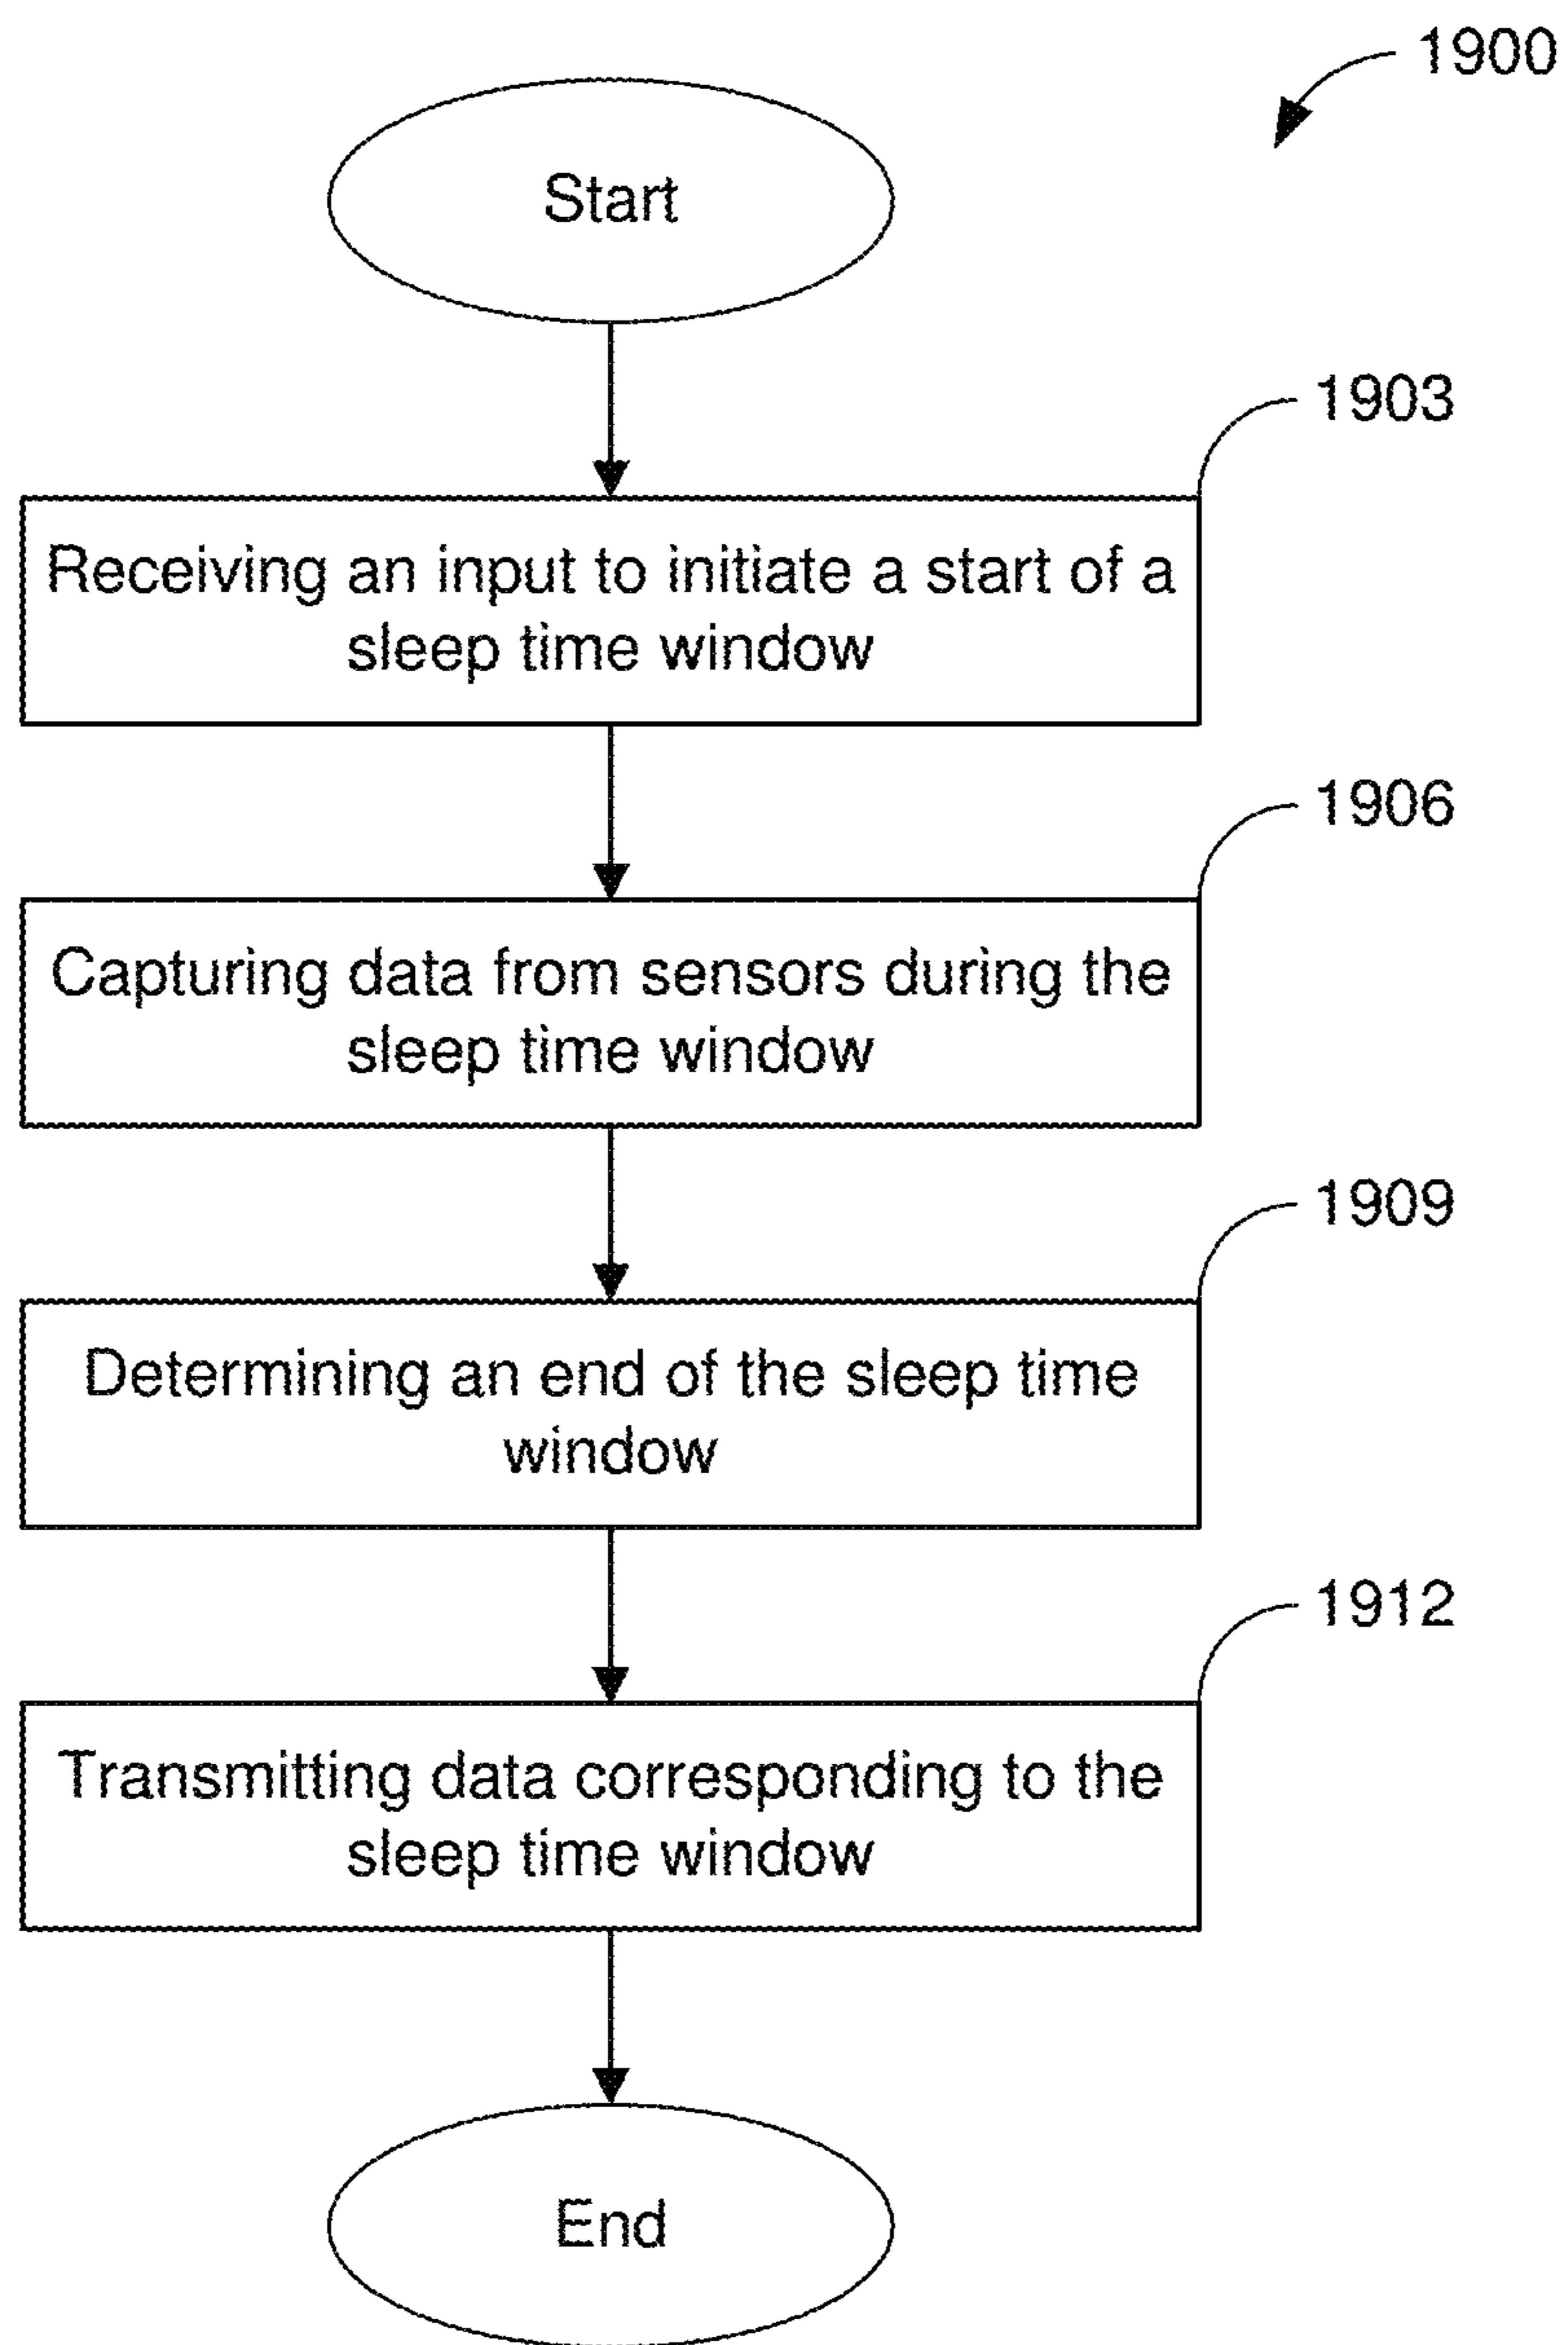 1900
Start
1903
Receiving an input to initiate a start of a
sleep time window
1906
Capturing data from sensors during the
sleep time window
1909
Determining an end of the sleep time
window
1912
Transmitting data corresponding to the
sleep time window
End